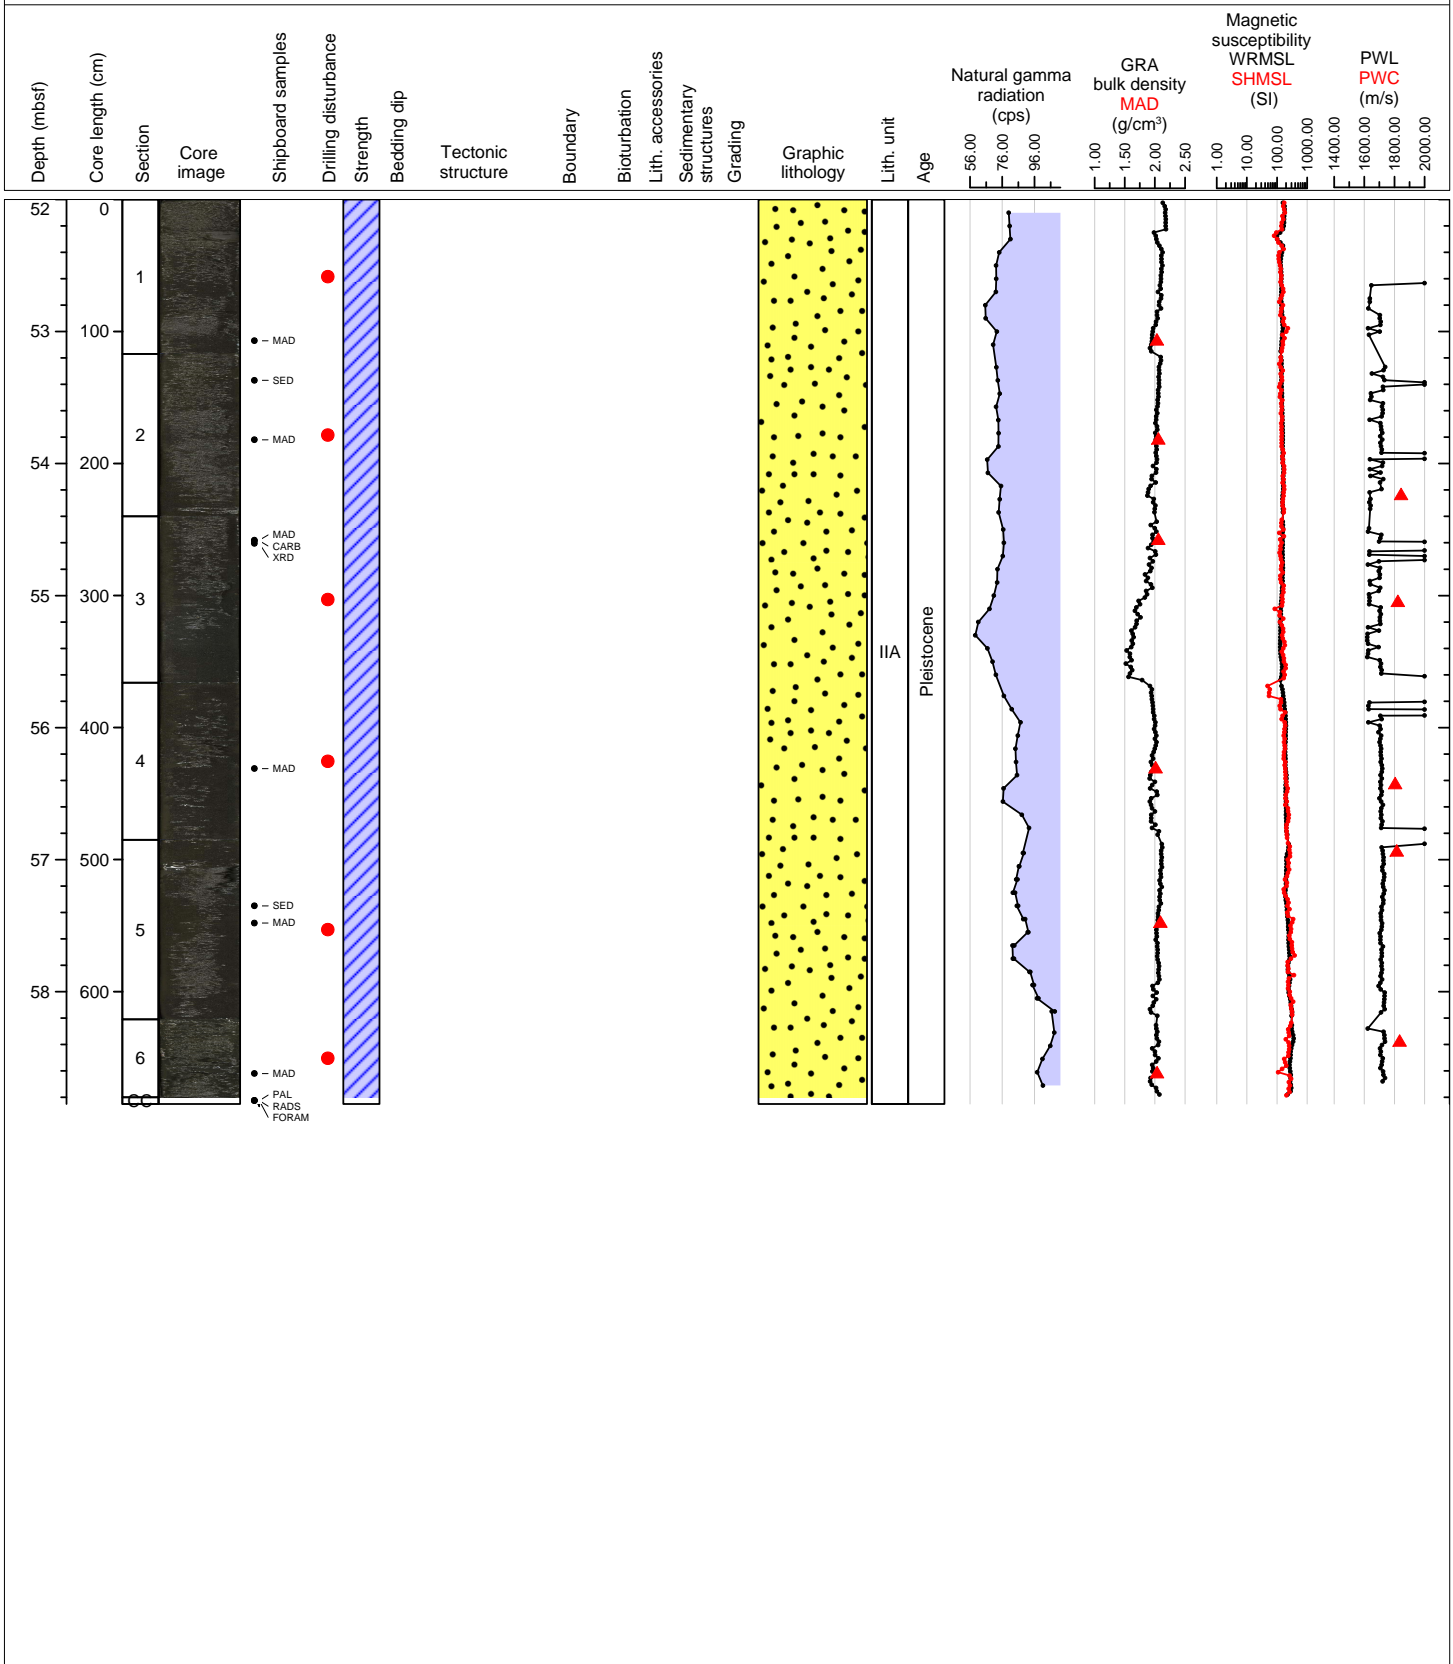 Depth (mbsf)
Core length (cm)
Section
Core
image
Shipboard samples
Drilling disturbance
Strength
Bedding dip
Tectonic
structure
Boundary
Bioturbation
Lith. accessories
Sedimentary
structures
Grading
Graphic
lithology
Lith. unit
Age
Natural gamma
radiation
(cps)
56.00
76.00
96.00
GRA
bulk density
MAD
(g/cm³)
1.00
1.50
2.00
2.50
Magnetic
susceptibility
WRMSL
SHMSL
(SI)
1.00
10.00
100.00
1000.00
PWL
PWC
(m/s)
1400.00
1600.00
1800.00
2000.00
52
53
54
55
56
57
58
0
100
200
300
400
500
600
1
2
3
4
5
6
CC
MAD
SED
MAD
MAD
CARB
XRD
MAD
SED
MAD
MAD
PAL
RADS
FORAM
IIA
Pleistocene